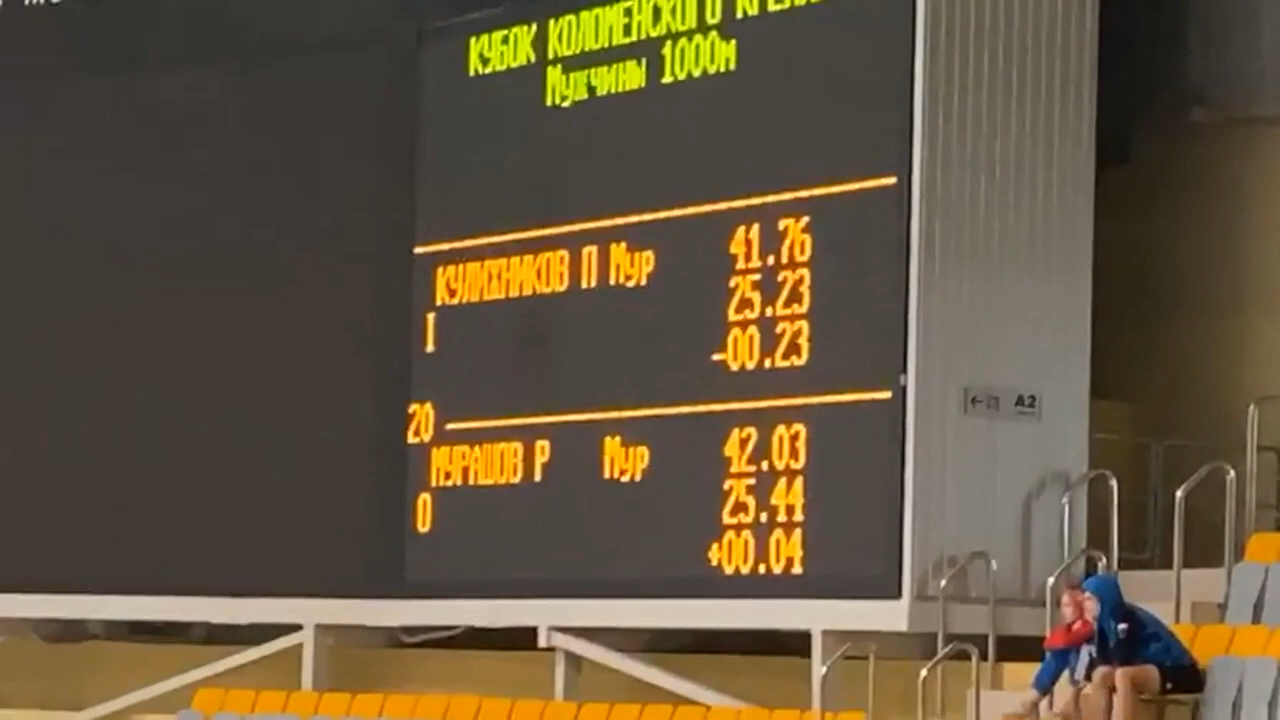 КУБОК КОЛОМЕНСКОГО КРЕМЛ
Мужчины 1000м
КУЛИЖНИКОВ П Мур 41.76
I 25.23
-00.23
20
МУРАШОВ Р Мур 42.03
0 25.44
+00.04
← A2